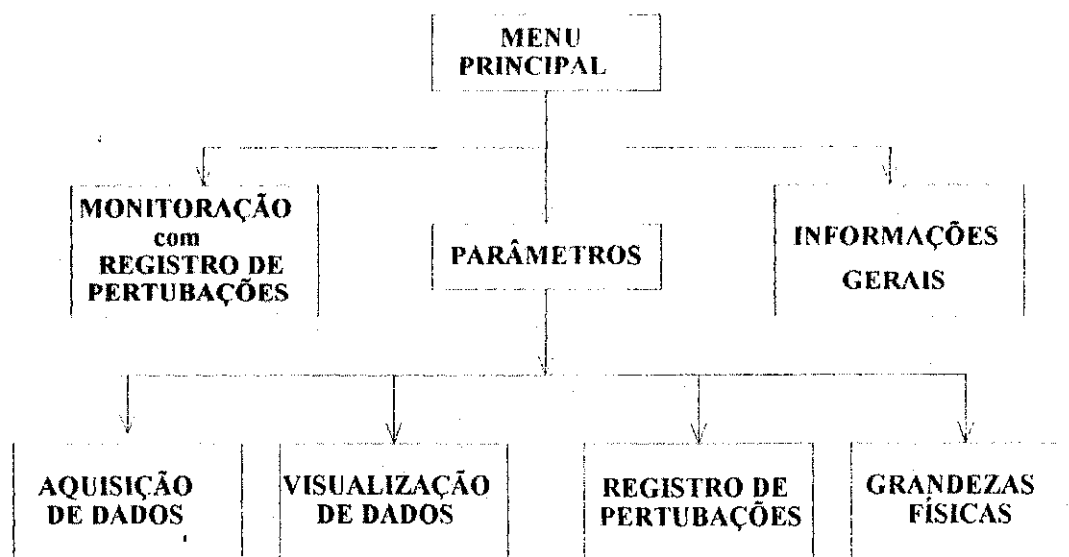 MENU
PRINCIPAL
MONITORAÇÃO
com
REGISTRO DE
PERTUBAÇÕES
PARÂMETROS
INFORMAÇÕES
GERAIS
AQUISIÇÃO
DE DADOS
VISUALIZAÇÃO
DE DADOS
REGISTRO DE
PERTUBAÇÕES
GRANDEZAS
FÍSICAS